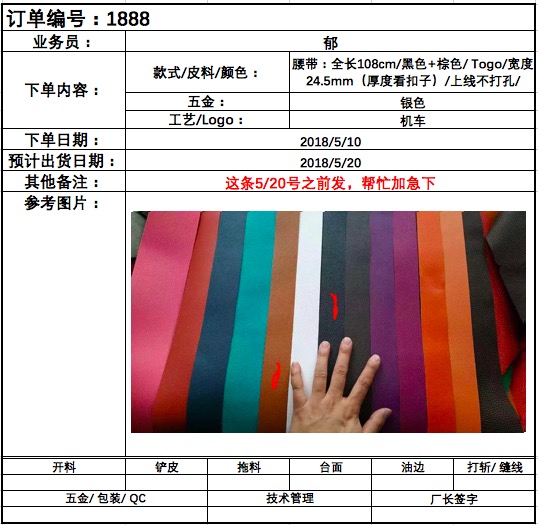 订单编号：1888
业务员： 郁
下单内容： 款式/皮料/颜色： 腰带：全长108cm/黑色+棕色/ Togo/宽度
24.5mm（厚度看扣子）/上线不打孔/
五金： 银色
工艺/Logo： 机车
下单日期： 2018/5/10
预计出货日期： 2018/5/20
其他备注： 这条5/20号之前发，帮忙加急下
参考图片：
开料 铲皮 拖料 台面 油边 打斩/ 缝线
五金/ 包装/ QC 技术管理 厂长签字